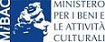 MiBAC
MINISTERO
PER I BENI E
LE ATTIVITÀ
CULTURALI